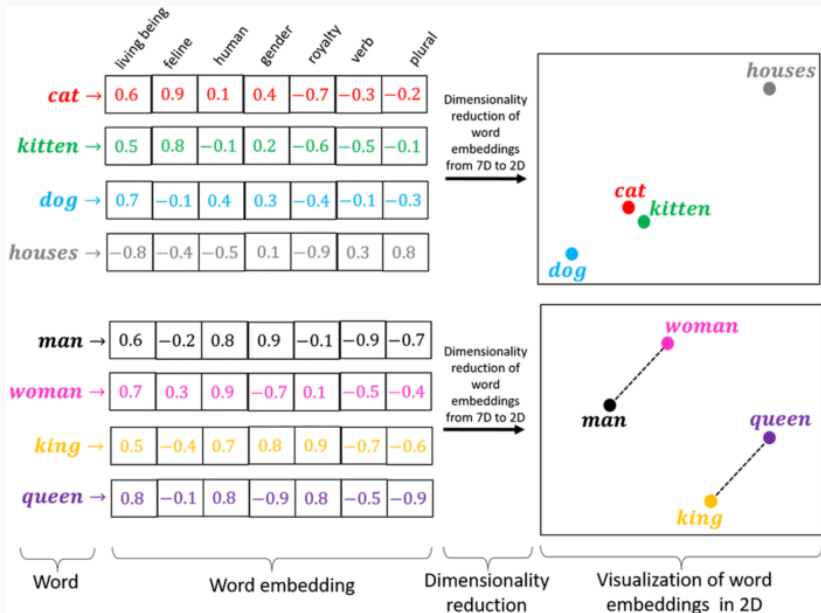 living being feline human gender royalty verb plural
cat → 0.6 0.9 0.1 0.4 −0.7 −0.3 −0.2
kitten → 0.5 0.8 −0.1 0.2 −0.6 −0.5 −0.1
dog → 0.7 −0.1 0.4 0.3 −0.4 −0.1 −0.3
houses → −0.8 −0.4 −0.5 0.1 −0.9 0.3 0.8
Dimensionality
reduction of
word
embeddings
from 7D to 2D
houses
cat
kitten
dog
man → 0.6 −0.2 0.8 0.9 −0.1 −0.9 −0.7
woman → 0.7 0.3 0.9 −0.7 0.1 −0.5 −0.4
king → 0.5 −0.4 0.7 0.8 0.9 −0.7 −0.6
queen → 0.8 −0.1 0.8 −0.9 0.8 −0.5 −0.9
Dimensionality
reduction of
word
embeddings
from 7D to 2D
woman
man
queen
king
Word
Word embedding
Dimensionality
reduction
Visualization of word
embeddings in 2D